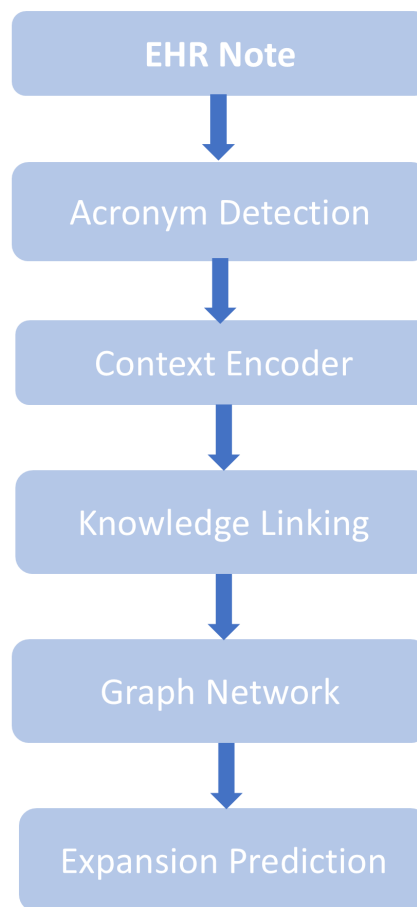 EHR Note
Acronym Detection
Context Encoder
Knowledge Linking
Graph Network
Expansion Prediction